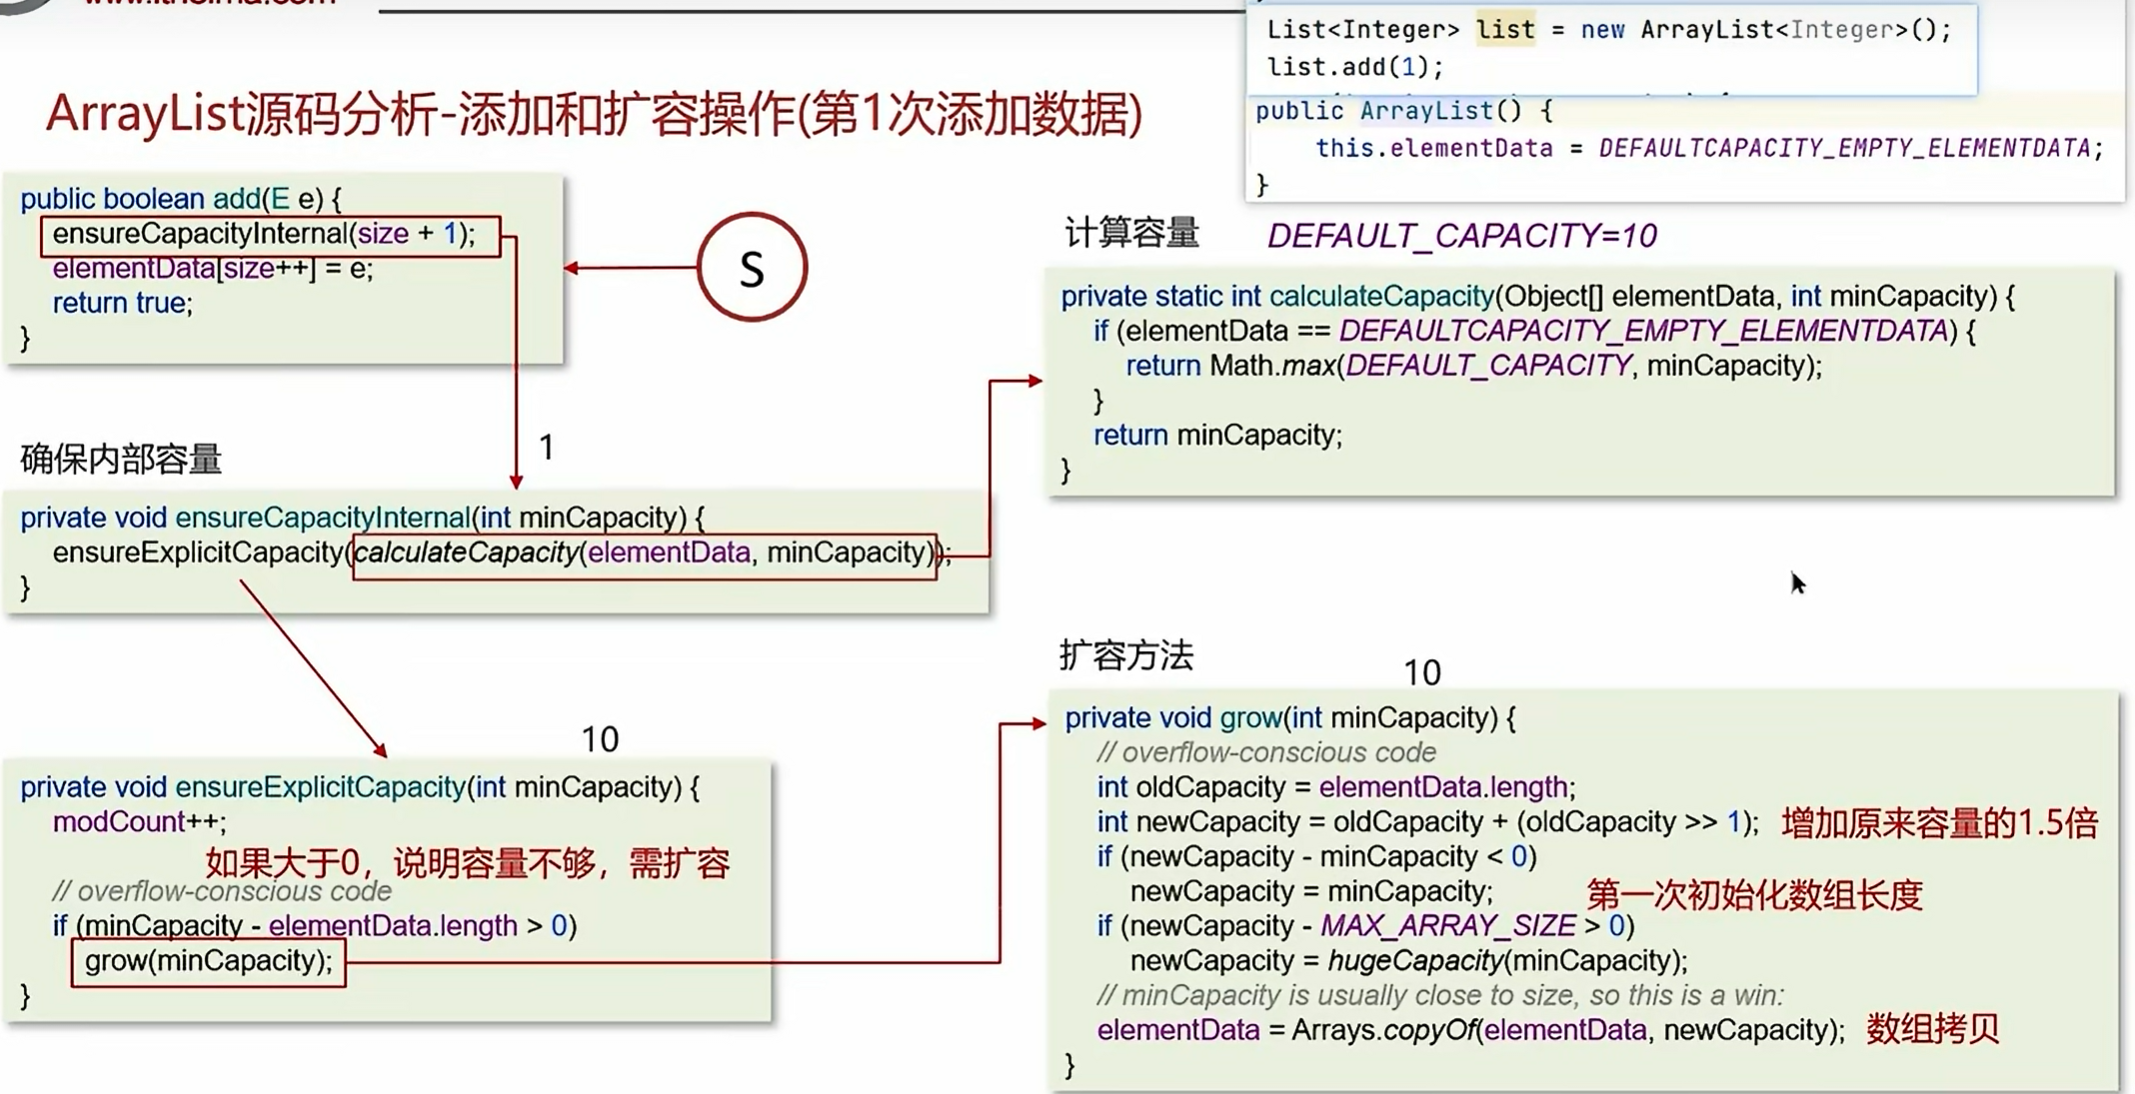 www.itheima.com
ArrayList源码分析-添加和扩容操作(第1次添加数据)
List<Integer> list = new ArrayList<Integer>();
list.add(1);
public ArrayList() {
this.elementData = DEFAULTCAPACITY_EMPTY_ELEMENTDATA;
}
public boolean add(E e) {
ensureCapacityInternal(size + 1);
elementData[size++] = e;
return true;
}
S
计算容量 DEFAULT_CAPACITY=10
private static int calculateCapacity(Object[] elementData, int minCapacity) {
if (elementData == DEFAULTCAPACITY_EMPTY_ELEMENTDATA) {
return Math.max(DEFAULT_CAPACITY, minCapacity);
}
return minCapacity;
}
确保内部容量
1
private void ensureCapacityInternal(int minCapacity) {
ensureExplicitCapacity(calculateCapacity(elementData, minCapacity));
}
10
private void ensureExplicitCapacity(int minCapacity) {
modCount++;
如果大于0，说明容量不够，需扩容
// overflow-conscious code
if (minCapacity - elementData.length > 0)
grow(minCapacity);
}
扩容方法
10
private void grow(int minCapacity) {
// overflow-conscious code
int oldCapacity = elementData.length;
int newCapacity = oldCapacity + (oldCapacity >> 1); 增加原来容量的1.5倍
if (newCapacity - minCapacity < 0)
newCapacity = minCapacity; 第一次初始化数组长度
if (newCapacity - MAX_ARRAY_SIZE > 0)
newCapacity = hugeCapacity(minCapacity);
// minCapacity is usually close to size, so this is a win:
elementData = Arrays.copyOf(elementData, newCapacity); 数组拷贝
}